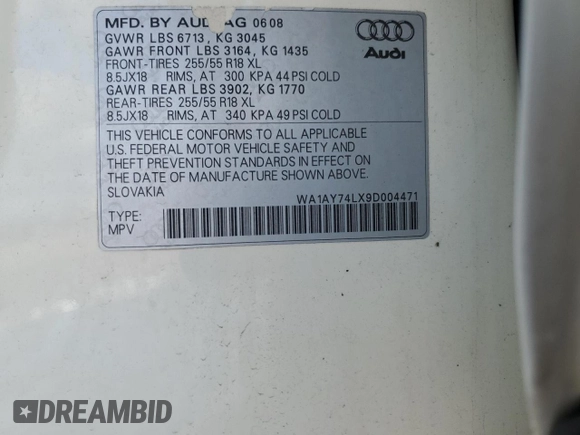 MFD. BY AUDI AG 06 08
GVWR LBS 6713, KG 3045
GAWR FRONT LBS 3164, KG 1435
FRONT-TIRES 255/55 R18 XL
8.5JX18 RIMS, AT 300 KPA 44 PSI COLD
GAWR REAR LBS 3902, KG 1770
REAR-TIRES 255/55 R18 XL
8.5JX18 RIMS, AT 340 KPA 49 PSI COLD
Audi
THIS VEHICLE CONFORMS TO ALL APPLICABLE
U.S. FEDERAL MOTOR VEHICLE SAFETY AND
THEFT PREVENTION STANDARDS IN EFFECT ON
THE DATE OF MANUFACTURE SHOWN ABOVE.
SLOVAKIA
WA1AY74LX9D004471
TYPE:
MPV
DREAMBID